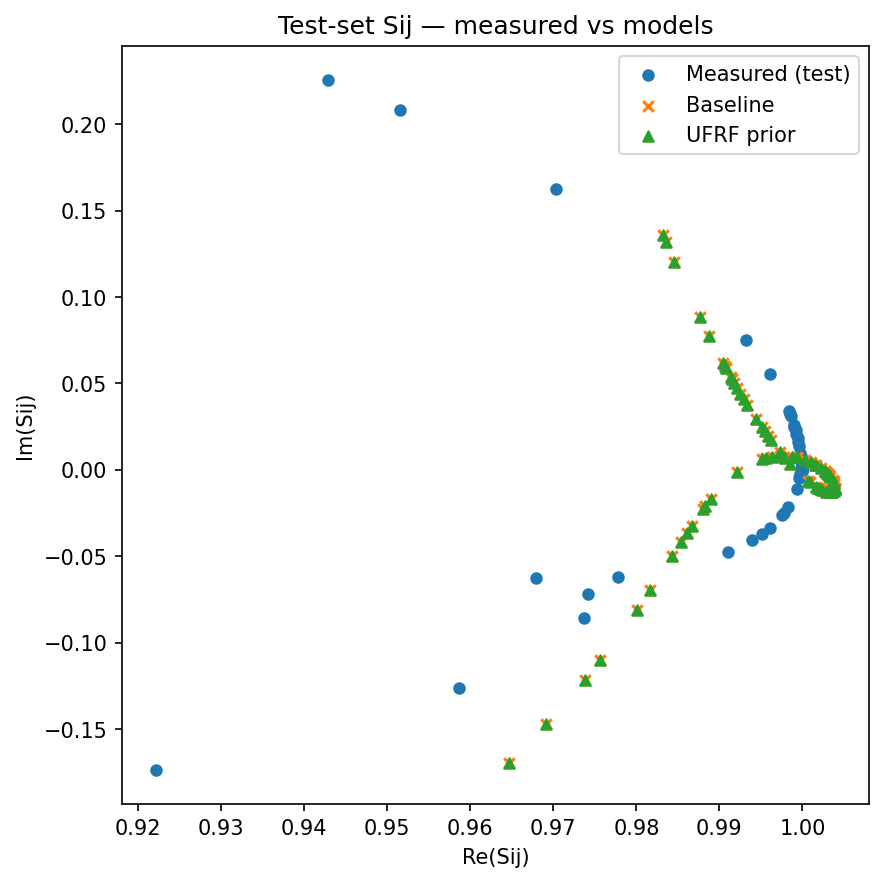 Test-set Sij — measured vs models
Measured (test)
Baseline
UFRF prior
0.20
0.15
0.10
0.05
0.00
−0.05
−0.10
−0.15
Im(Sij)
0.92
0.93
0.94
0.95
0.96
0.97
0.98
0.99
1.00
Re(Sij)